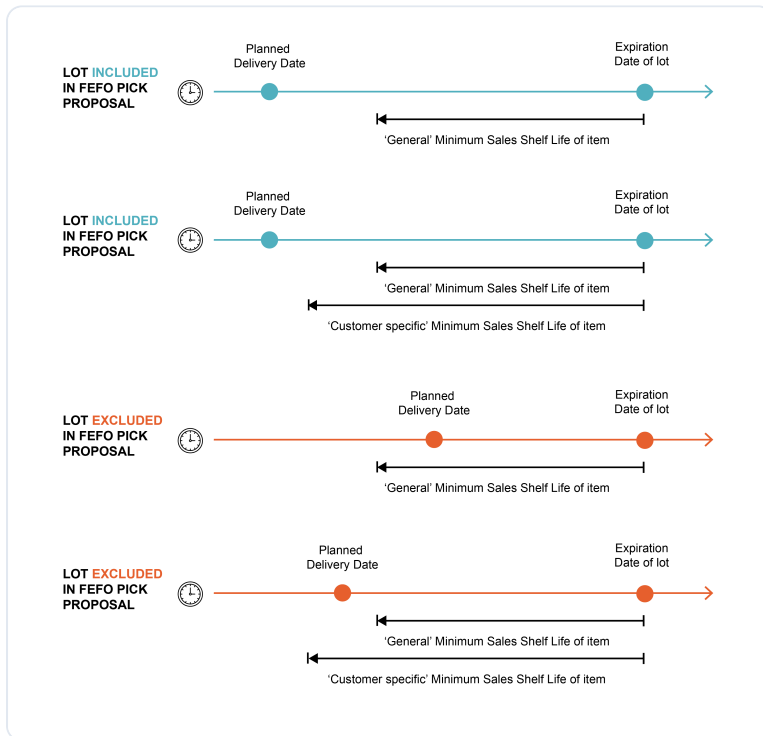 Planned
Delivery Date
Expiration
Date of lot
LOT INCLUDED
IN FEFO PICK
PROPOSAL
‘General’ Minimum Sales Shelf Life of item
Planned
Delivery Date
Expiration
Date of lot
LOT INCLUDED
IN FEFO PICK
PROPOSAL
‘General’ Minimum Sales Shelf Life of item
‘Customer specific’ Minimum Sales Shelf Life of item
Planned
Delivery Date
Expiration
Date of lot
LOT EXCLUDED
IN FEFO PICK
PROPOSAL
‘General’ Minimum Sales Shelf Life of item
Planned
Delivery Date
Expiration
Date of lot
LOT EXCLUDED
IN FEFO PICK
PROPOSAL
‘General’ Minimum Sales Shelf Life of item
‘Customer specific’ Minimum Sales Shelf Life of item